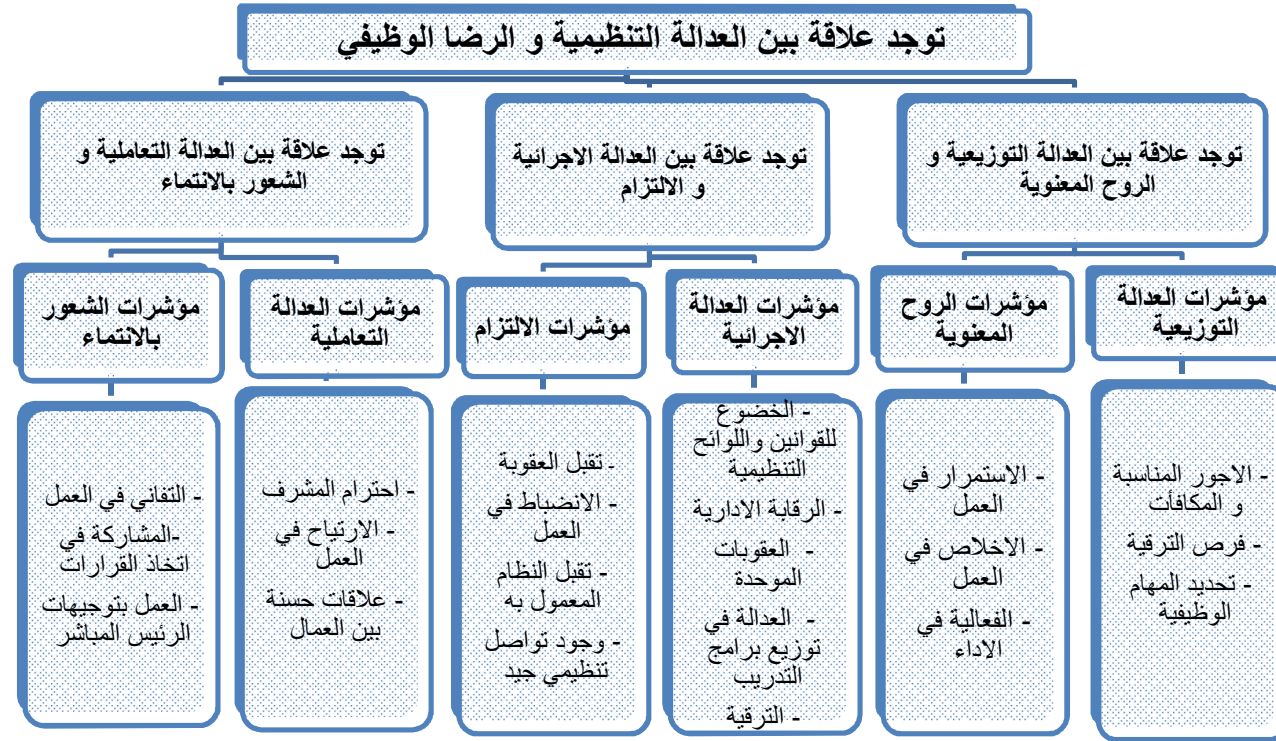 توجد علاقة بين العدالة التنظيمية و الرضا الوظيفي
توجد علاقة بين العدالة التوزيعية و
الروح المعنوية
توجد علاقة بين العدالة الاجرائية
و الالتزام
توجد علاقة بين العدالة التعاملية و
الشعور بالانتماء
مؤشرات العدالة
التوزيعية
مؤشرات الروح
المعنوية
مؤشرات العدالة
الاجرائية
مؤشرات الالتزام
مؤشرات العدالة
التعاملية
مؤشرات الشعور
بالانتماء
- الاجور المناسبة
و المكافأت
- فرص الترقية
- تحديد المهام
الوظيفية
- الاستمرار في
العمل
- الاخلاص في
العمل
- الفعالية في
الاداء
- الخضوع
للقوانين واللوائح
التنظيمية
- الرقابة الادارية
- العقوبات
الموحدة
- العدالة في
توزيع برامج
التدريب
- الترقية
- تقبل العقوبة
- الانضباط في
العمل
- تقبل النظام
المعمول به
- وجود تواصل
تنظيمي جيد
- احترام المشرف
- الارتياح في
العمل
- علاقات حسنة
بين العمال
- التفاني في العمل
-المشاركة في
اتخاذ القرارات
- العمل بتوجيهات
الرئيس المباشر